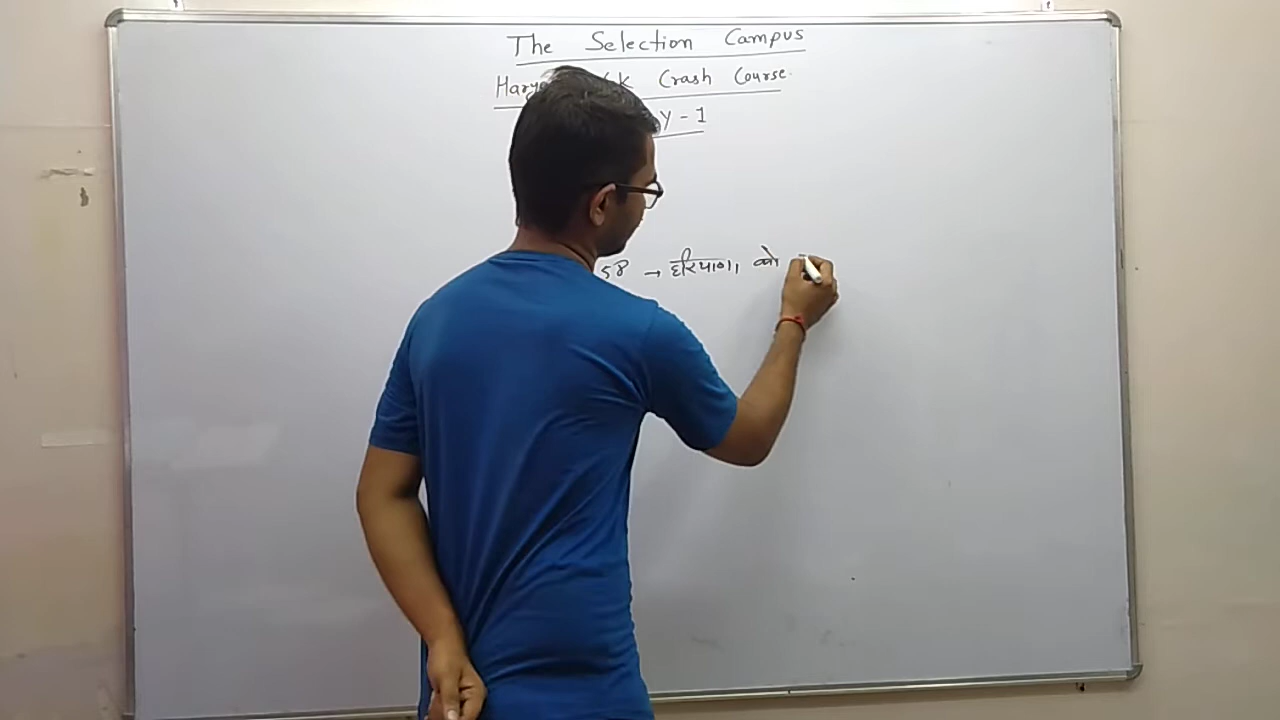 The Selection Campus
Crash Course
Y-1
58 → हरियाणा को